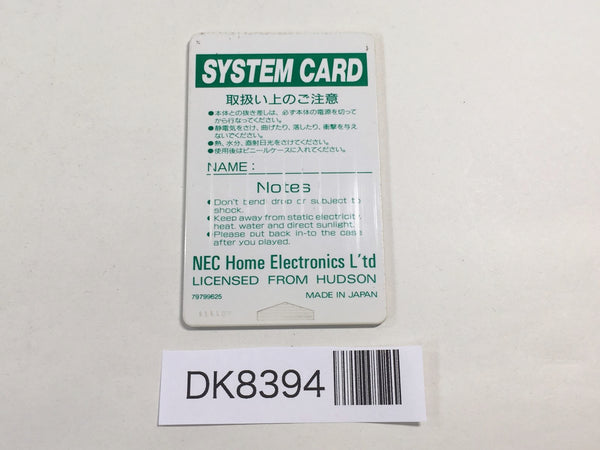 SYSTEM CARD
取扱い上のご注意
●本体との抜き差しは、必ず本体の電源を切って
から行なってください。
●静電気をさけ、曲げたり、落したり、衝撃を与え
ないでください。
●熱、水分、直射日光をさけてください。
●使用後はビニールケースに入れてください。
NAME:
Notes
●Don't bend drop or subject to
shock.
●Keep away from static electricity,
heat, water and direct sunlight.
●Please put back in-to the case
after you played.
NEC Home Electronics L'td
LICENSED FROM HUDSON
79799625 MADE IN JAPAN
DK8394